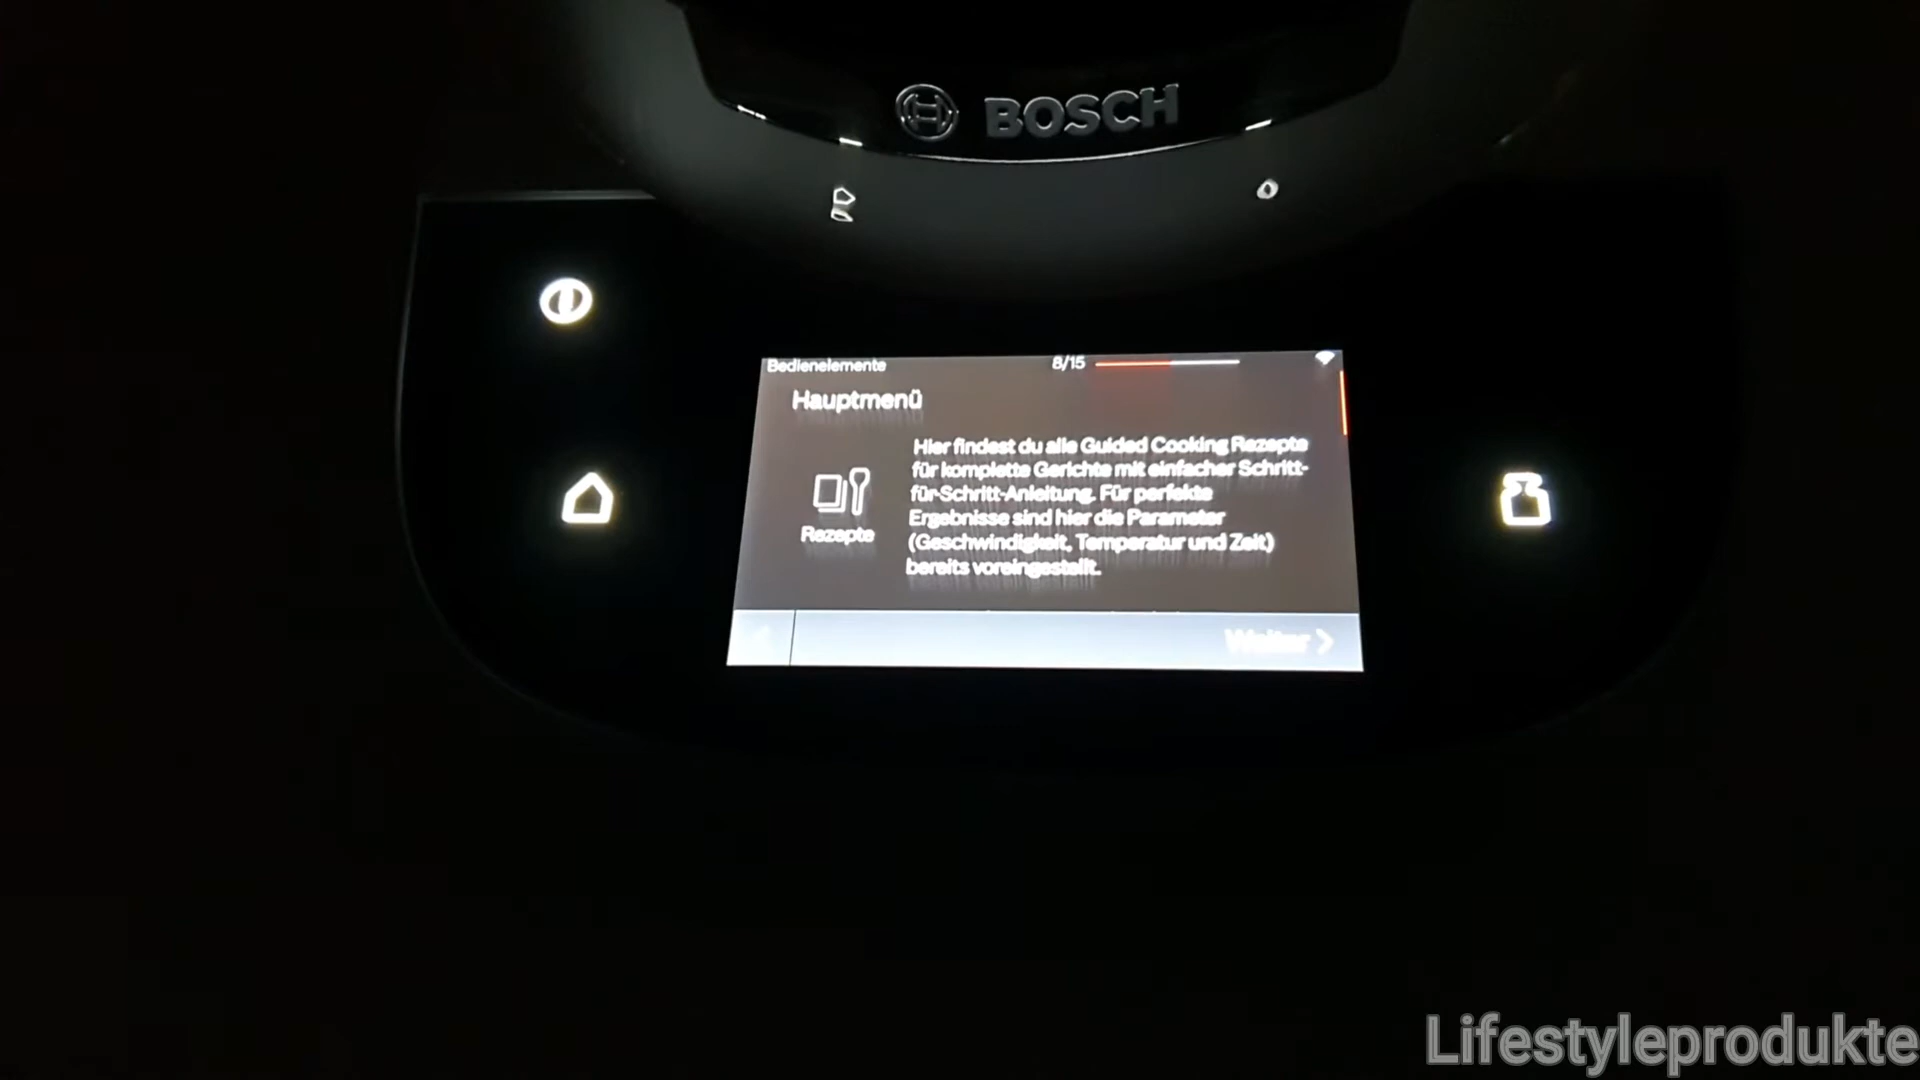 BOSCH
Bedienelemente 8/15
Hauptmenü
Hier findest du alle Guided Cooking Rezepte
für komplette Gerichte mit einfacher Schritt-
für-Schritt-Anleitung. Für perfekte
Ergebnisse sind hier die Parameter
(Geschwindigkeit, Temperatur und Zeit)
bereits voreingestellt.
Rezepte
Weiter
Lifestyleprodukte